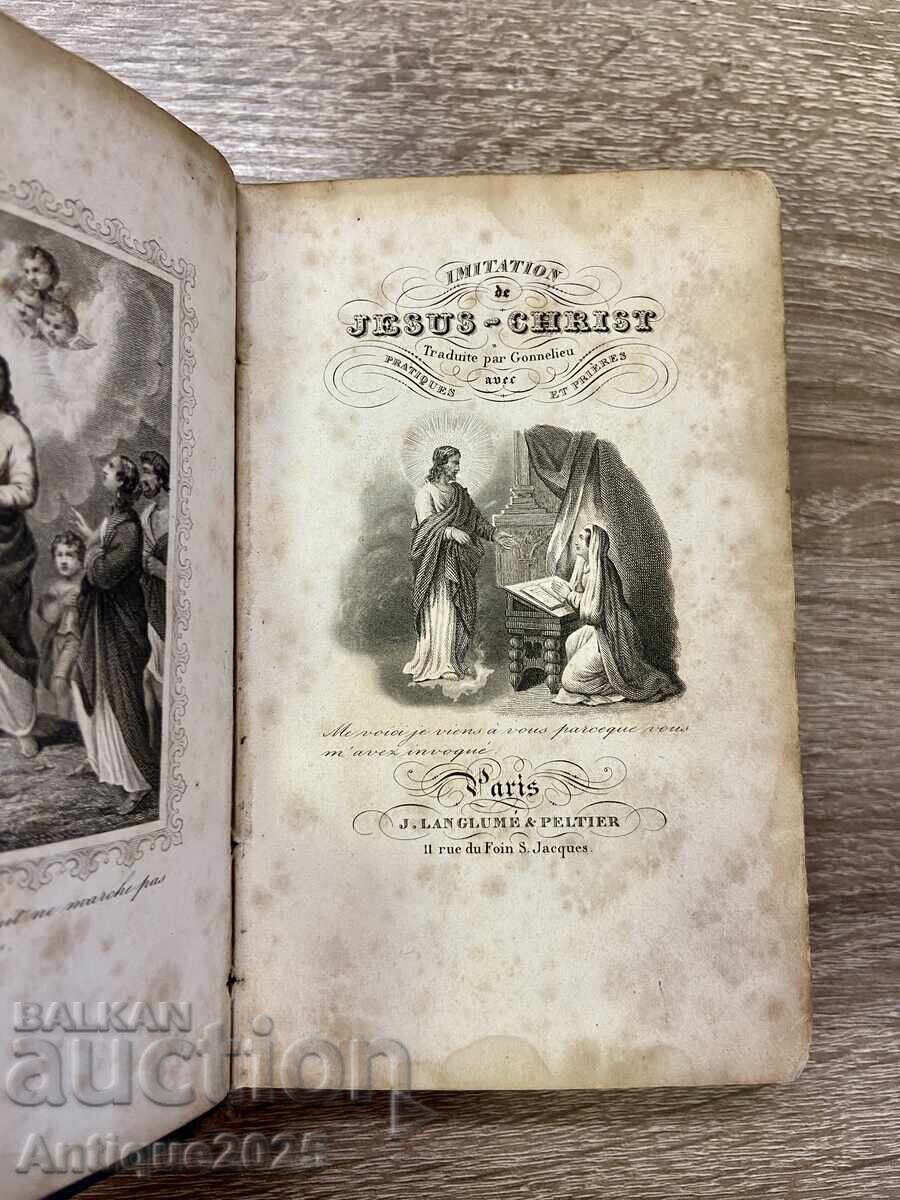 ne marche pas
IMITATION
de
JESUS-CHRIST
Traduite par Gonnelieu
avec
PRATIQUES ET PRIÈRES
Me voici je viens à vous parceque vous
m'avez invoqué.
Paris
J. LANGLUMÉ & PELTIER
11 rue du Foin S. Jacques.
BALKAN
auction
Antique2025